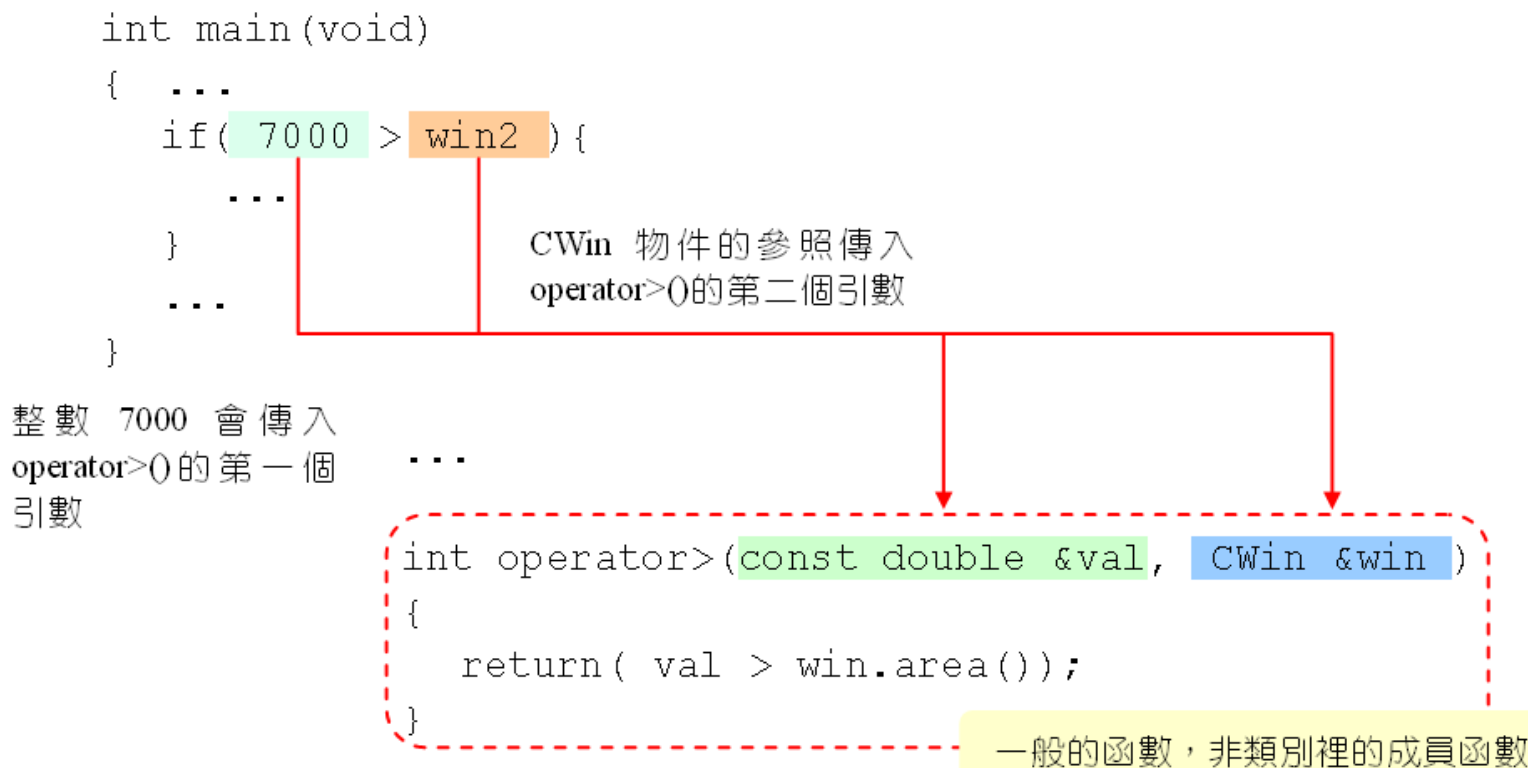 int main(void)
{ ...
if( 7000 > win2 ){
...
}
CWin 物件的參照傳入
operator>()的第二個引數
...
}
整數 7000 會傳入
operator>()的第一個
引數
...
int operator>(const double &val, CWin &win )
{
return( val > win.area());
}
一般的函數，非類別裡的成員函數